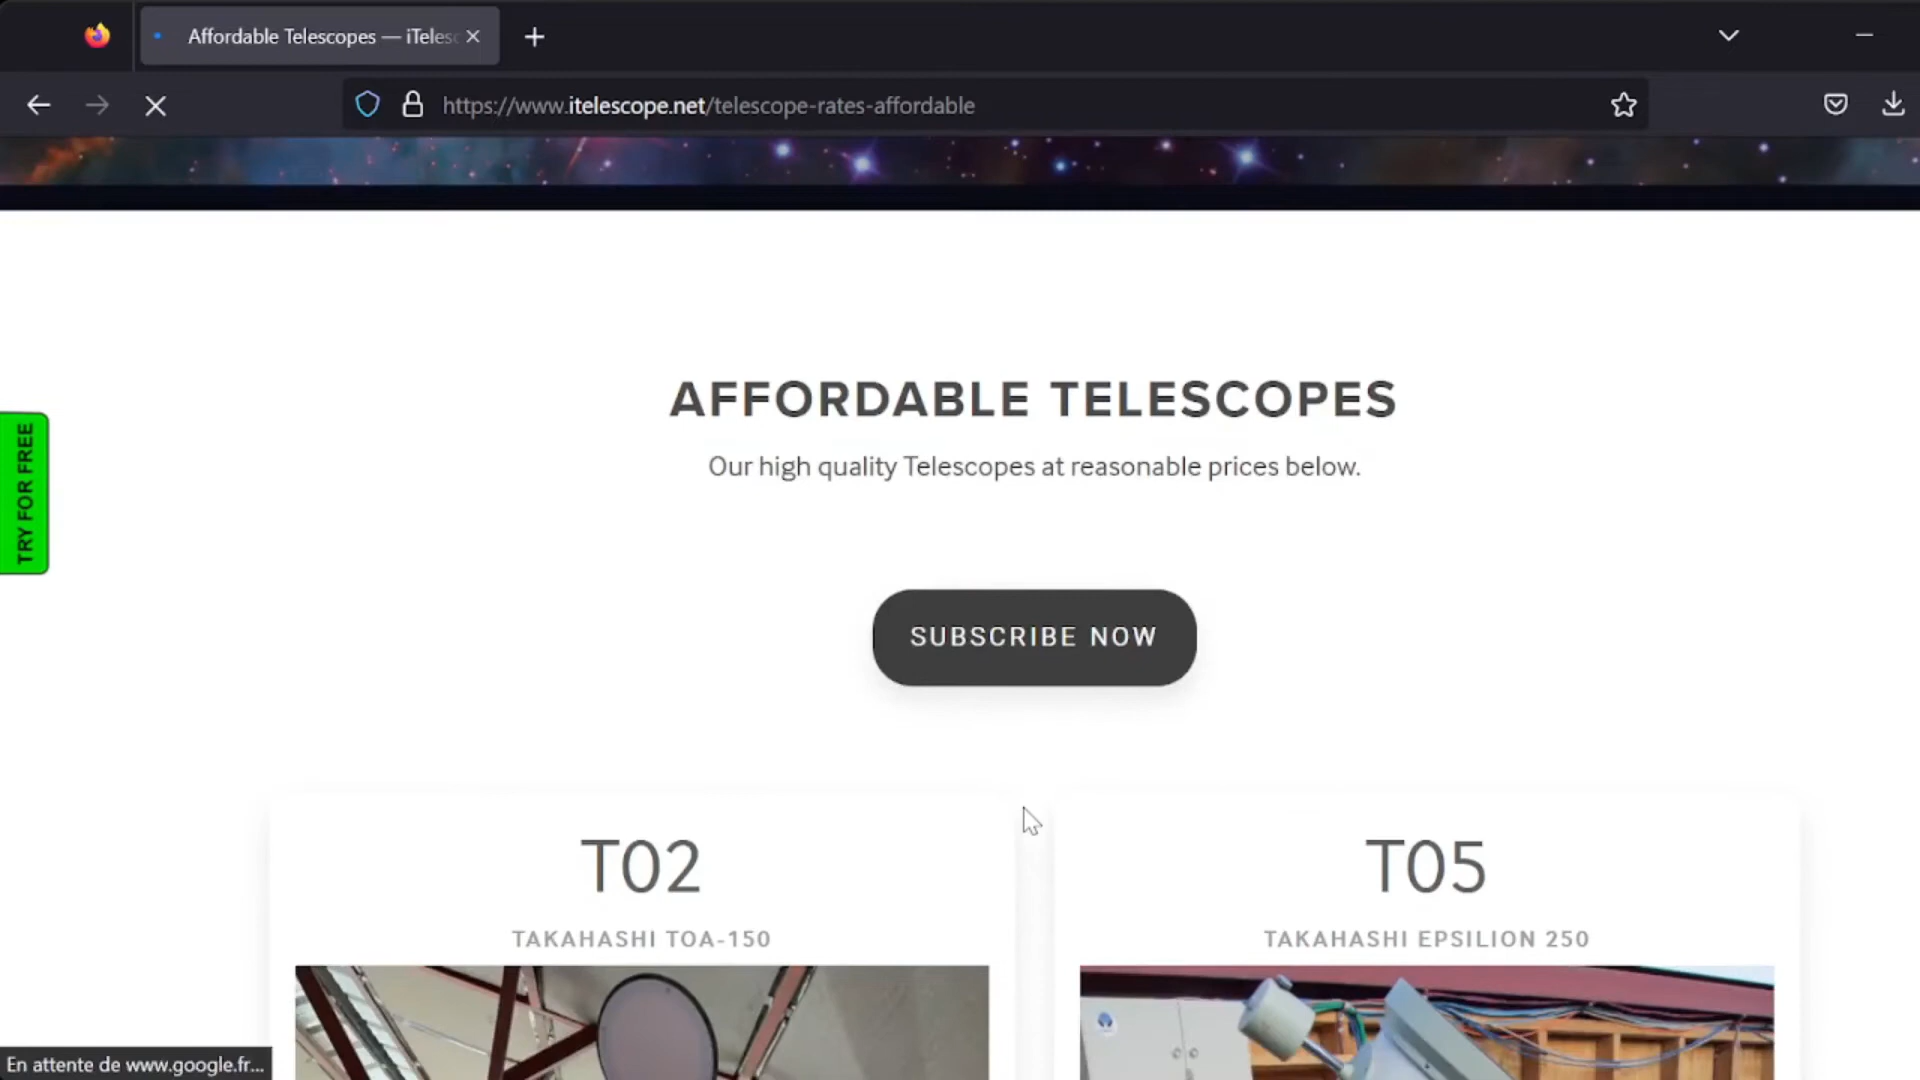 Affordable Telescopes — iTelesc
https://www.itelescope.net/telescope-rates-affordable
AFFORDABLE TELESCOPES
Our high quality Telescopes at reasonable prices below.
TRY FOR FREE
SUBSCRIBE NOW
T02
TAKAHASHI TOA-150
T05
TAKAHASHI EPSILION 250
En attente de www.google.fr...